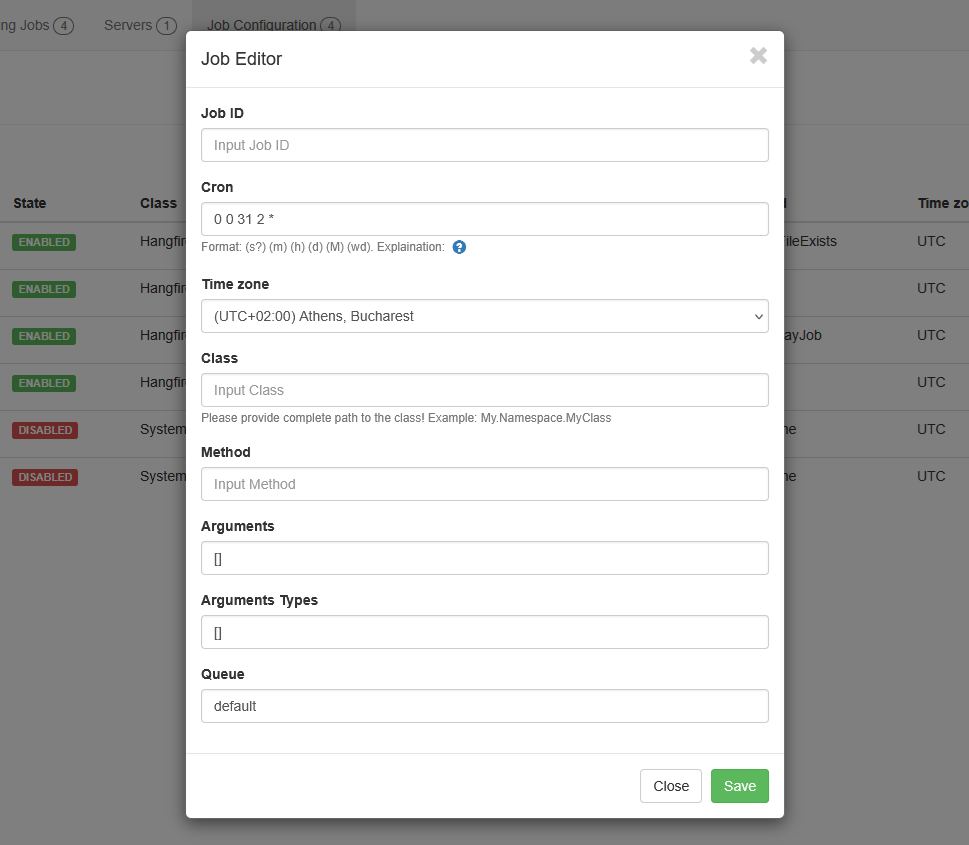 ng Jobs 4 Servers 1 Job Configuration 4
Job Editor
Job ID
Input Job ID
Cron
0 0 31 2 *
Format: (s?) (m) (h) (d) (M) (wd). Explaination: ?
Time zone
(UTC+02:00) Athens, Bucharest
Class
Input Class
Please provide complete path to the class! Example: My.Namespace.MyClass
Method
Input Method
Arguments
[]
Arguments Types
[]
Queue
default
Close Save
State Class Time zo
ENABLED Hangfir ileExists UTC
ENABLED Hangfir UTC
ENABLED Hangfir ayJob UTC
ENABLED Hangfir UTC
DISABLED System ne UTC
DISABLED System ne UTC